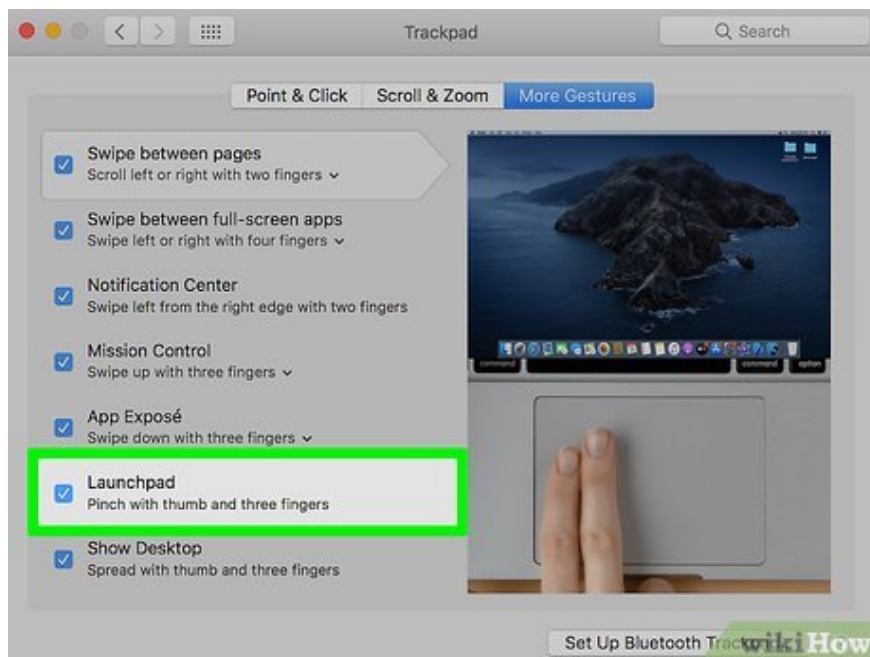 Trackpad
Search
Point & Click
Scroll & Zoom
More Gestures
Swipe between pages
Scroll left or right with two fingers
Swipe between full-screen apps
Swipe left or right with four fingers
Notification Center
Swipe left from the right edge with two fingers
Mission Control
Swipe up with three fingers
App Exposé
Swipe down with three fingers
Launchpad
Pinch with thumb and three fingers
Show Desktop
Spread with thumb and three fingers
command
command
option
Set Up Bluetooth
wikiHow